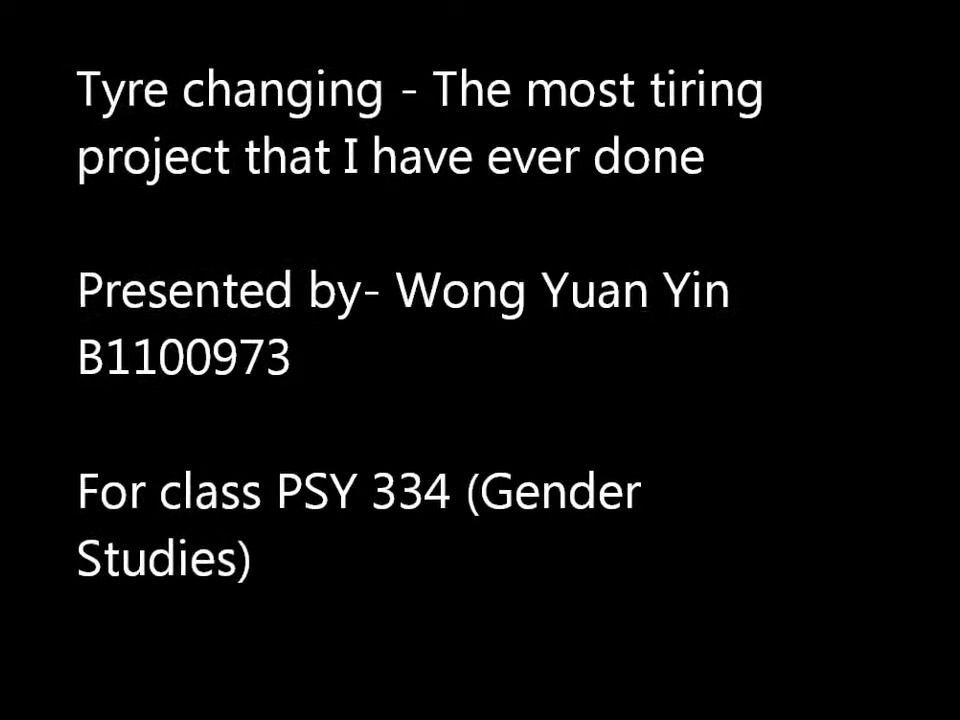 Tyre changing - The most tiring
project that I have ever done
Presented by- Wong Yuan Yin
B1100973
For class PSY 334 (Gender
Studies)